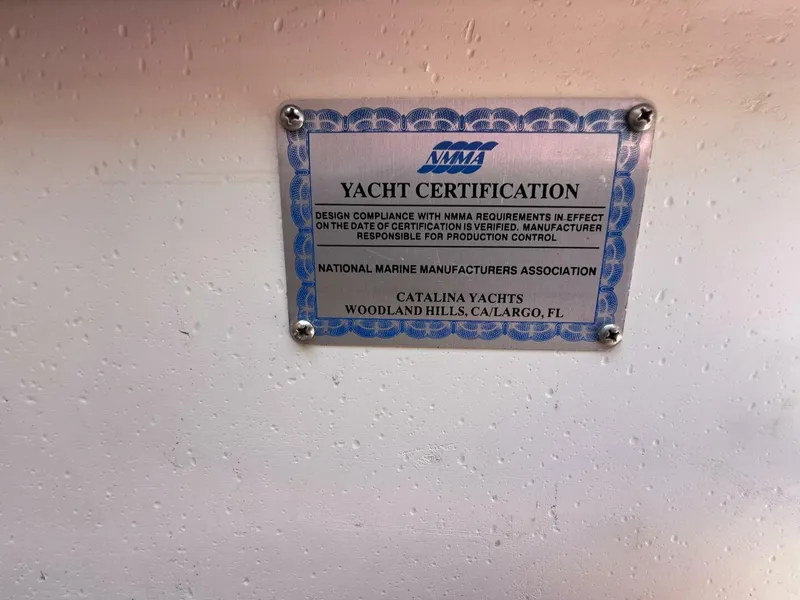 NMMA
YACHT CERTIFICATION
DESIGN COMPLIANCE WITH NMMA REQUIREMENTS IN EFFECT
ON THE DATE OF CERTIFICATION IS VERIFIED. MANUFACTURER
RESPONSIBLE FOR PRODUCTION CONTROL
NATIONAL MARINE MANUFACTURERS ASSOCIATION
CATALINA YACHTS
WOODLAND HILLS, CA/LARGO, FL